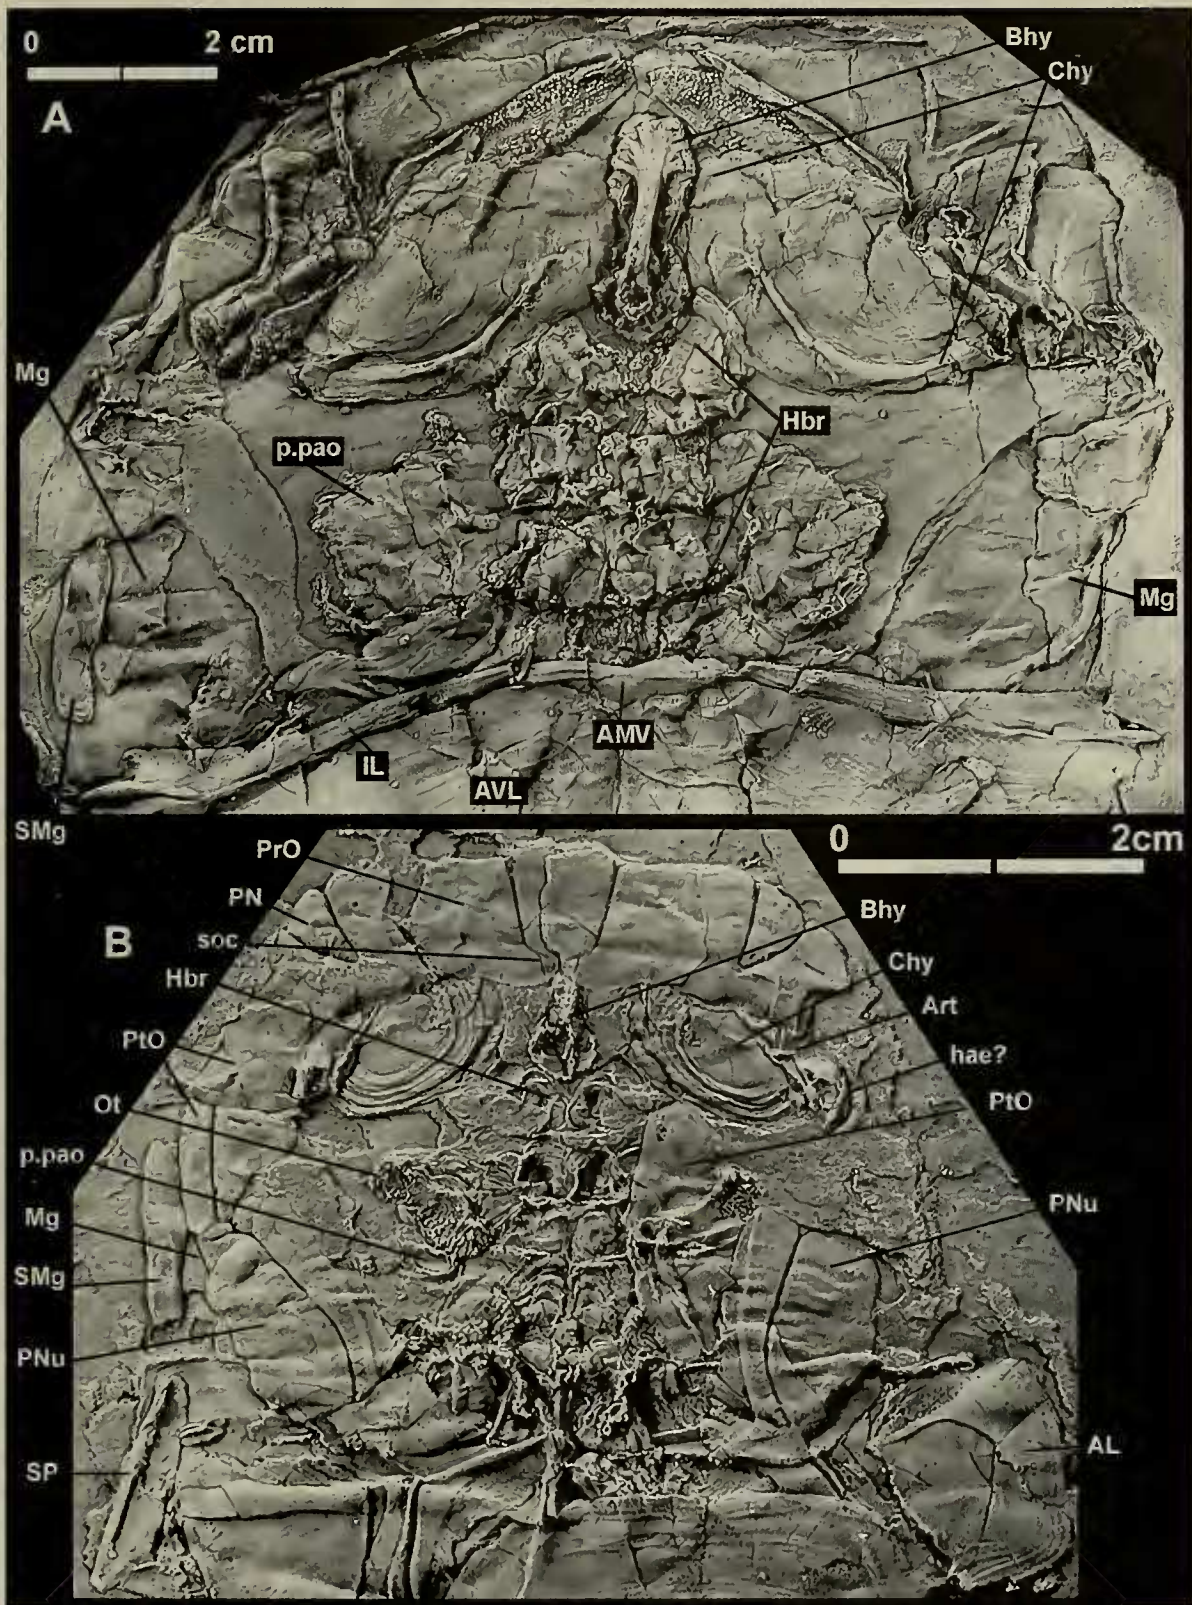 0 2 cm
A
Bhy
Chy
Mg
p.pao
Hbr
Mg
IL
AMV
AVL
SMg
0 2cm
B
PrO
PN
soc
Hbr
PtO
Ot
p.pao
Mg
SMg
PNu
SP
Bhy
Chy
Art
hae?
PtO
PNu
AL